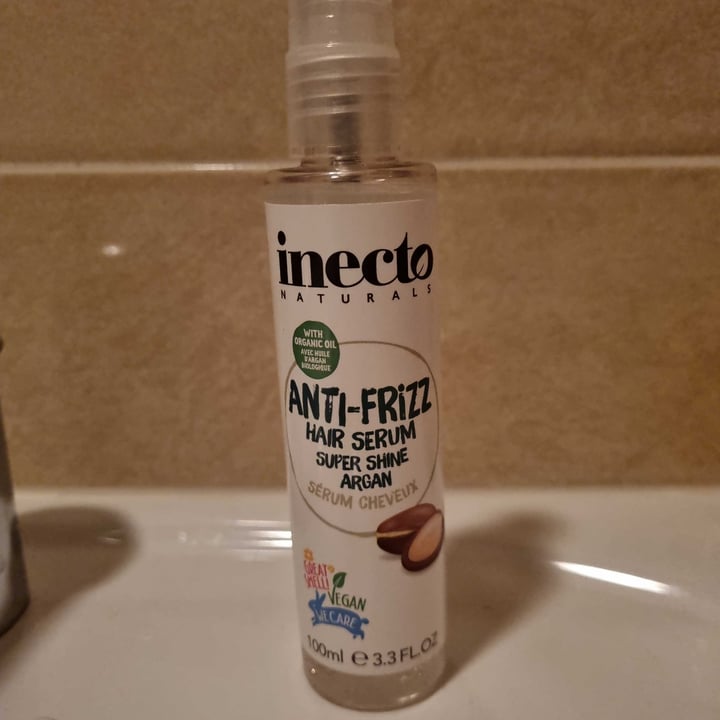 inecto
NATURALS
WITH
ORGANIC OIL
AVEC HUILE
D'ARGAN
BIOLOGIQUE
ANTI-FRIZZ
HAIR SERUM
SUPER SHINE
ARGAN
SÉRUM CHEVEUX
GREAT
SMELL!
VEGAN
WE CARE
100ml ℮ 3.3 FL.OZ